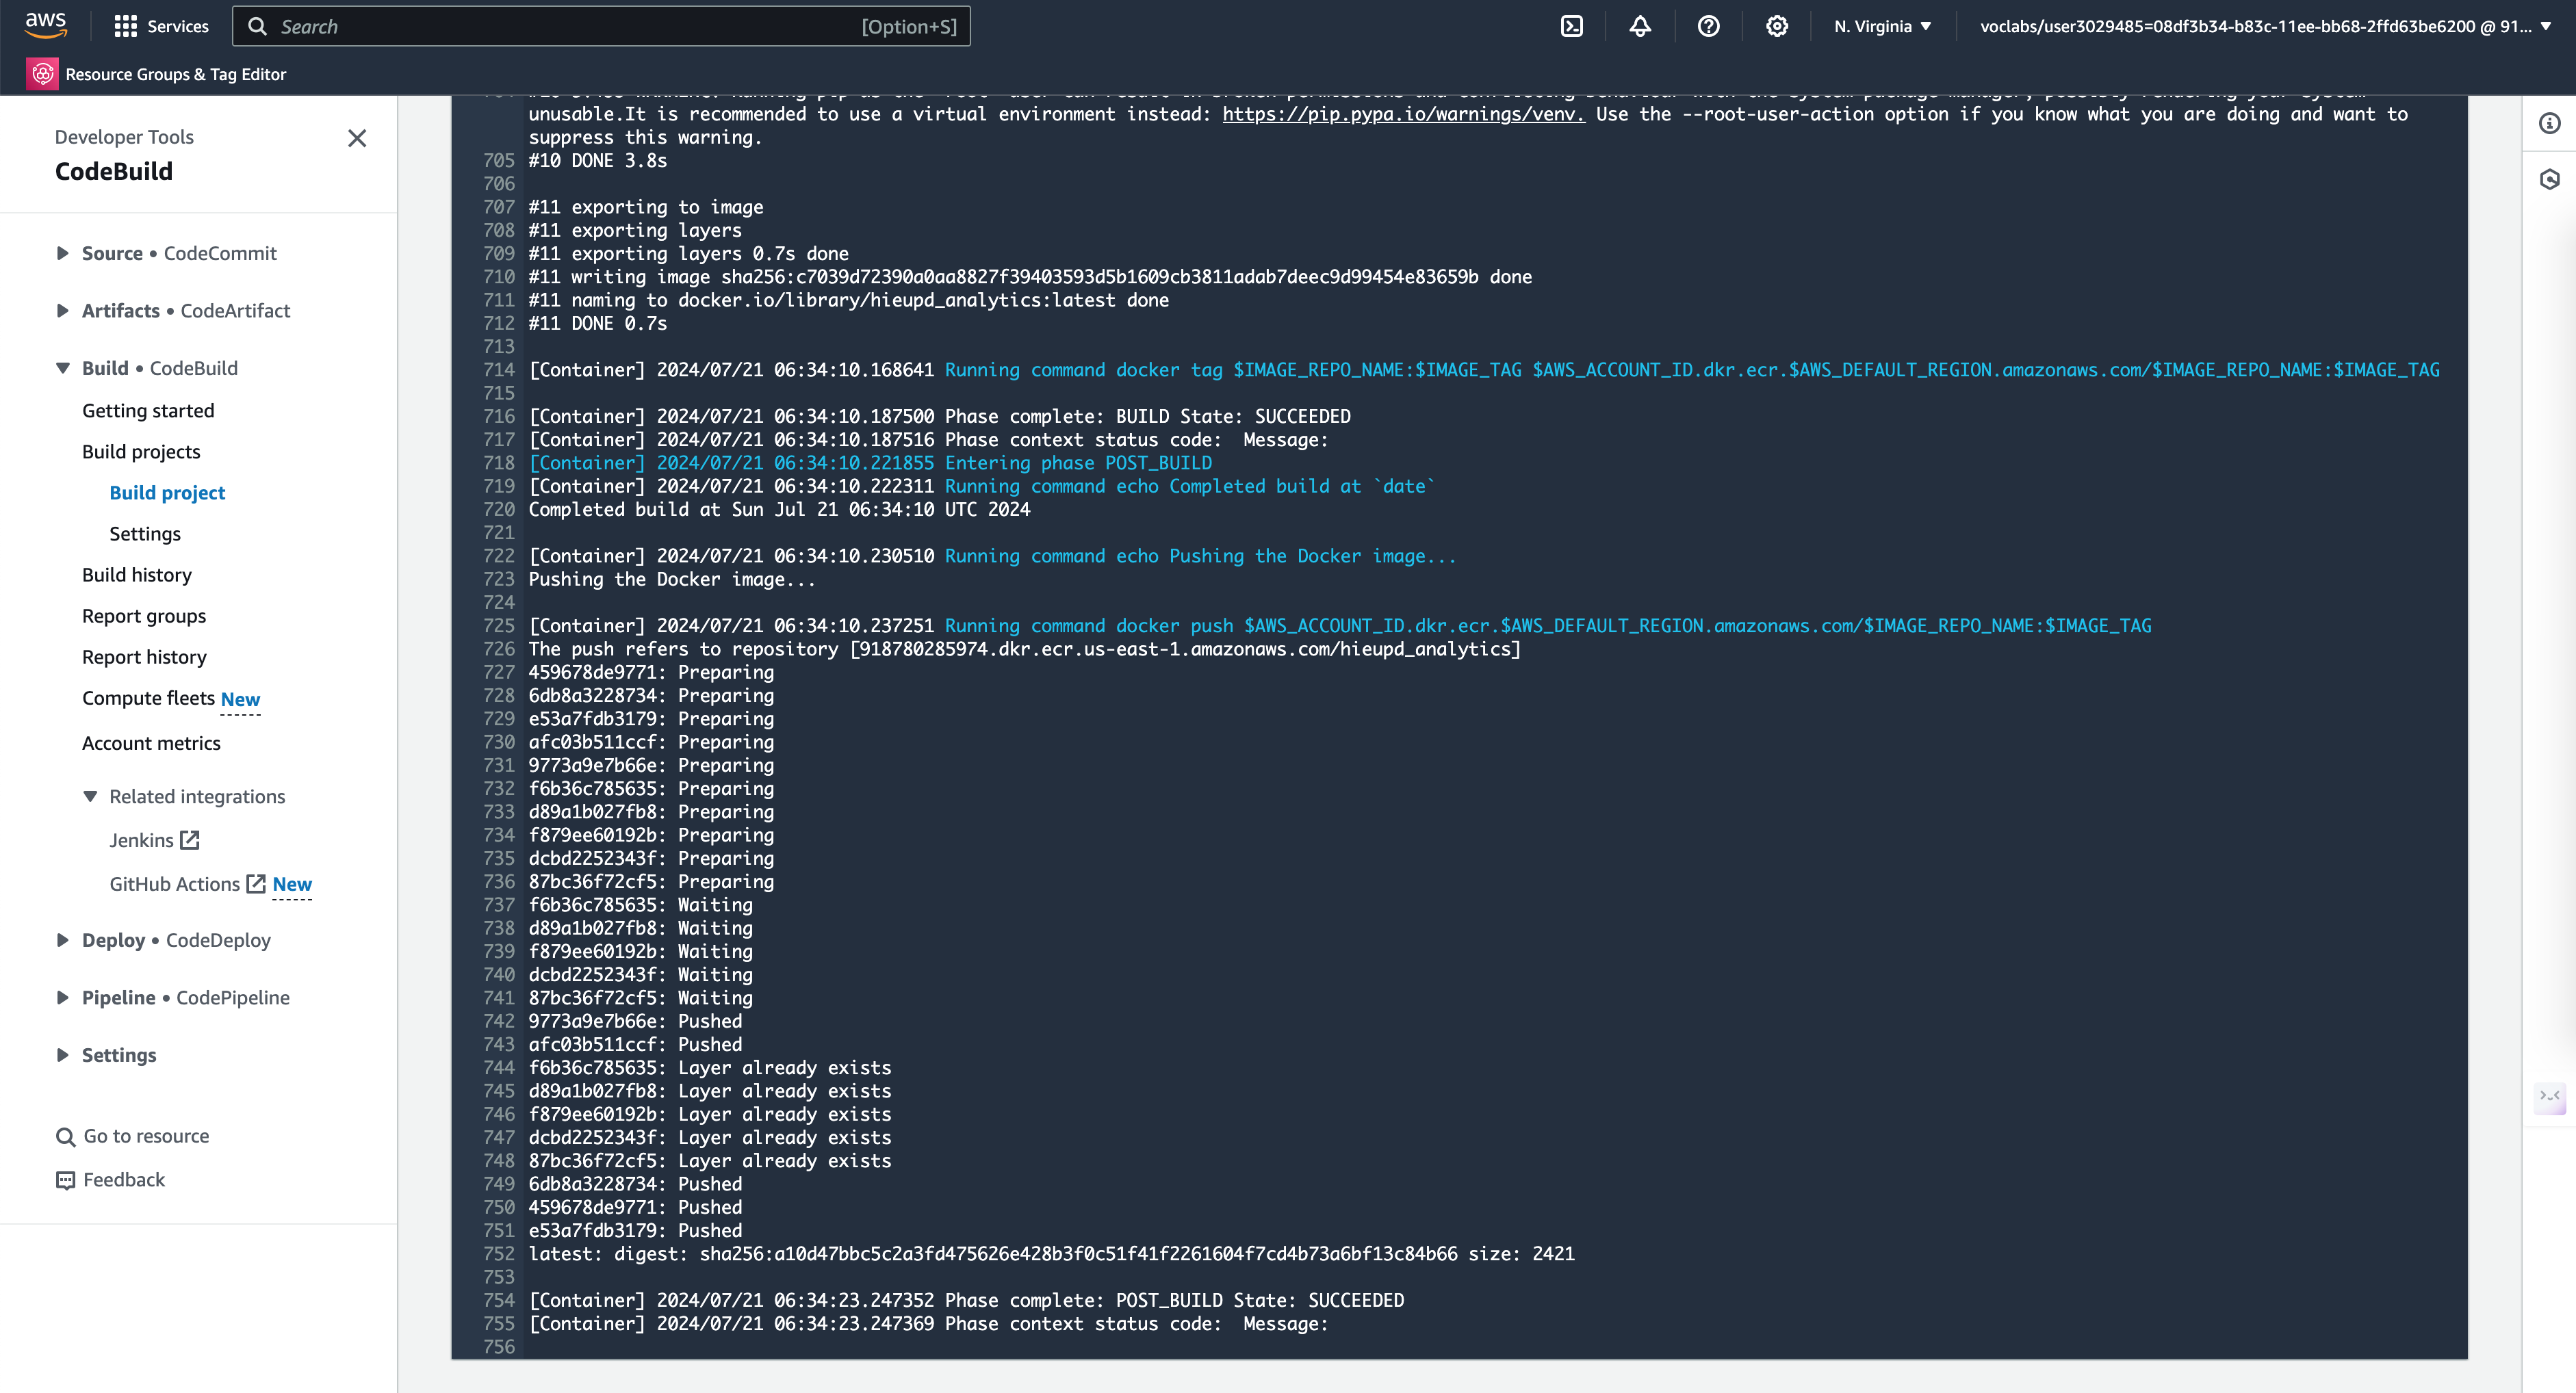 aws
Services
Search
[Option+S]
N. Virginia
voclabs/user3029485=08df3b34-b83c-11ee-bb68-2ffd63be6200 @ 91...
Resource Groups & Tag Editor
Developer Tools
CodeBuild
Source • CodeCommit
Artifacts • CodeArtifact
Build • CodeBuild
Getting started
Build projects
Build project
Settings
Build history
Report groups
Report history
Compute fleets New
Account metrics
Related integrations
Jenkins
GitHub Actions New
Deploy • CodeDeploy
Pipeline • CodePipeline
Settings
Go to resource
Feedback
unusable.It is recommended to use a virtual environment instead: https://pip.pypa.io/warnings/venv. Use the --root-user-action option if you know what you are doing and want to
suppress this warning.
705 #10 DONE 3.8s
706
707 #11 exporting to image
708 #11 exporting layers
709 #11 exporting layers 0.7s done
710 #11 writing image sha256:c7039d72390a0aa8827f39403593d5b1609cb3811adab7deec9d99454e83659b done
711 #11 naming to docker.io/library/hieupd_analytics:latest done
712 #11 DONE 0.7s
713
714 [Container] 2024/07/21 06:34:10.168641 Running command docker tag $IMAGE_REPO_NAME:$IMAGE_TAG $AWS_ACCOUNT_ID.dkr.ecr.$AWS_DEFAULT_REGION.amazonaws.com/$IMAGE_REPO_NAME:$IMAGE_TAG
715
716 [Container] 2024/07/21 06:34:10.187500 Phase complete: BUILD State: SUCCEEDED
717 [Container] 2024/07/21 06:34:10.187516 Phase context status code:  Message:
718 [Container] 2024/07/21 06:34:10.221855 Entering phase POST_BUILD
719 [Container] 2024/07/21 06:34:10.222311 Running command echo Completed build at `date`
720 Completed build at Sun Jul 21 06:34:10 UTC 2024
721
722 [Container] 2024/07/21 06:34:10.230510 Running command echo Pushing the Docker image...
723 Pushing the Docker image...
724
725 [Container] 2024/07/21 06:34:10.237251 Running command docker push $AWS_ACCOUNT_ID.dkr.ecr.$AWS_DEFAULT_REGION.amazonaws.com/$IMAGE_REPO_NAME:$IMAGE_TAG
726 The push refers to repository [918780285974.dkr.ecr.us-east-1.amazonaws.com/hieupd_analytics]
727 459678de9771: Preparing
728 6db8a3228734: Preparing
729 e53a7fdb3179: Preparing
730 afc03b511ccf: Preparing
731 9773a9e7b66e: Preparing
732 f6b36c785635: Preparing
733 d89a1b027fb8: Preparing
734 f879ee60192b: Preparing
735 dcbd2252343f: Preparing
736 87bc36f72cf5: Preparing
737 f6b36c785635: Waiting
738 d89a1b027fb8: Waiting
739 f879ee60192b: Waiting
740 dcbd2252343f: Waiting
741 87bc36f72cf5: Waiting
742 9773a9e7b66e: Pushed
743 afc03b511ccf: Pushed
744 f6b36c785635: Layer already exists
745 d89a1b027fb8: Layer already exists
746 f879ee60192b: Layer already exists
747 dcbd2252343f: Layer already exists
748 87bc36f72cf5: Layer already exists
749 6db8a3228734: Pushed
750 459678de9771: Pushed
751 e53a7fdb3179: Pushed
752 latest: digest: sha256:a10d47bbc5c2a3fd475626e428b3f0c51f41f2261604f7cd4b73a6bf13c84b66 size: 2421
753
754 [Container] 2024/07/21 06:34:23.247352 Phase complete: POST_BUILD State: SUCCEEDED
755 [Container] 2024/07/21 06:34:23.247369 Phase context status code:  Message:
756